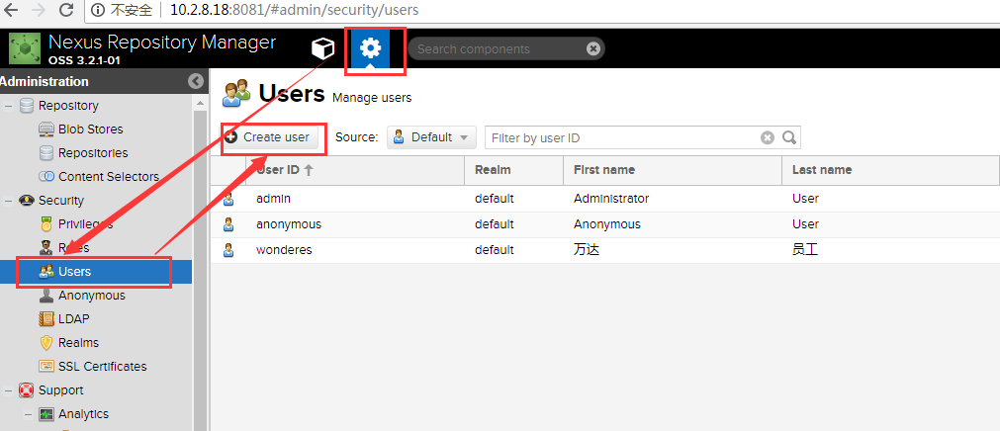 不安全 10.2.8.18:8081/#admin/security/users
Nexus Repository Manager
OSS 3.2.1-01
Search components
Administration
Repository
Blob Stores
Repositories
Content Selectors
Security
Privileges
Roles
Users
Anonymous
LDAP
Realms
SSL Certificates
Support
Analytics
Users Manage users
Create user Source: Default Filter by user ID
User ID Realm First name Last name
admin default Administrator User
anonymous default Anonymous User
wonderes default 万达 员工